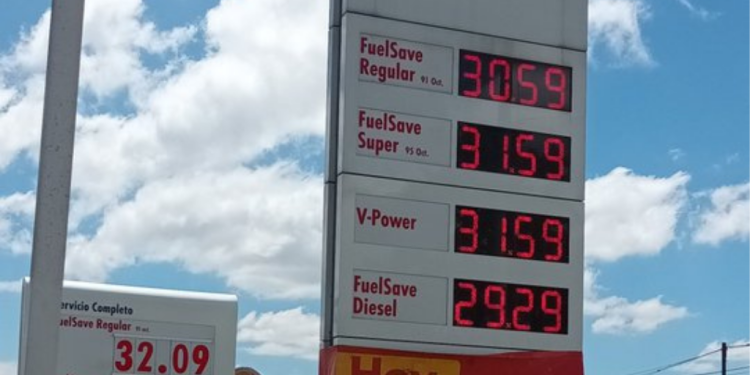 FuelSave
Regular 91 Oct. 30.59
FuelSave
Super 95 Oct. 31.59
V-Power 31.59
FuelSave
Diesel 29.29
Hoy
ervicio Completo
uelSave Regular
32.09